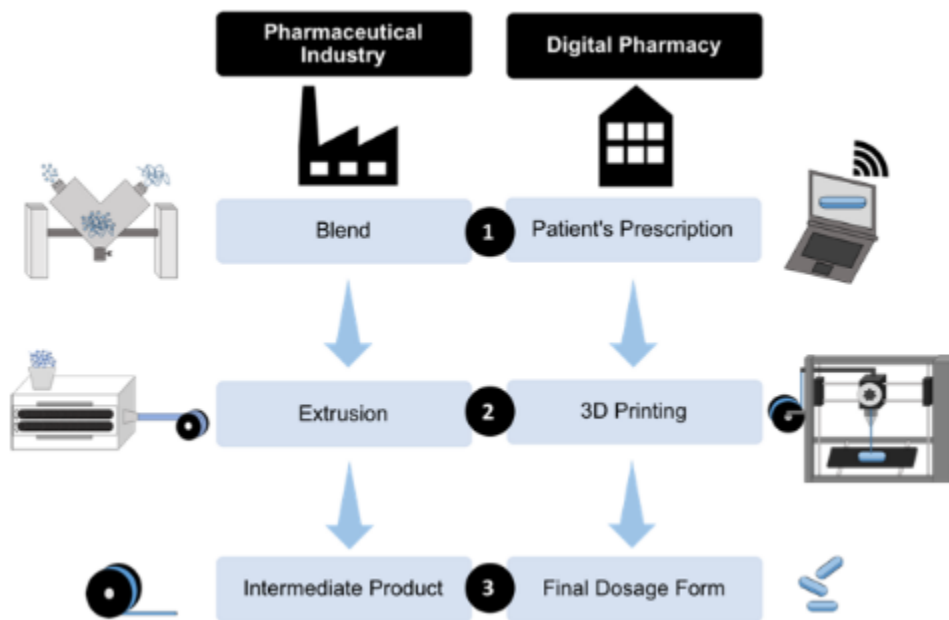 Pharmaceutical
Industry
Digital Pharmacy
Blend
1
Patient's Prescription
Extrusion
2
3D Printing
Intermediate Product
3
Final Dosage Form